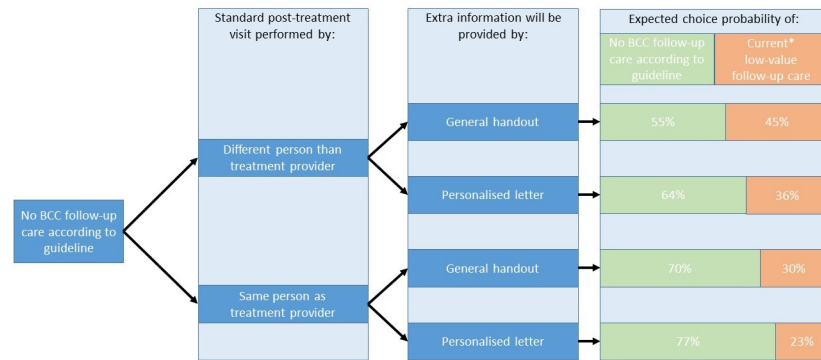 Standard post-treatment
visit performed by:
Extra information will be
provided by:
Expected choice probability of:
No BCC follow-up
care according to
guideline
Current*
low-value
follow-up care
General handout
55%
45%
Different person than
treatment provider
Personalised letter
64%
36%
No BCC follow-up
care according to
guideline
General handout
70%
30%
Same person as
treatment provider
Personalised letter
77%
23%